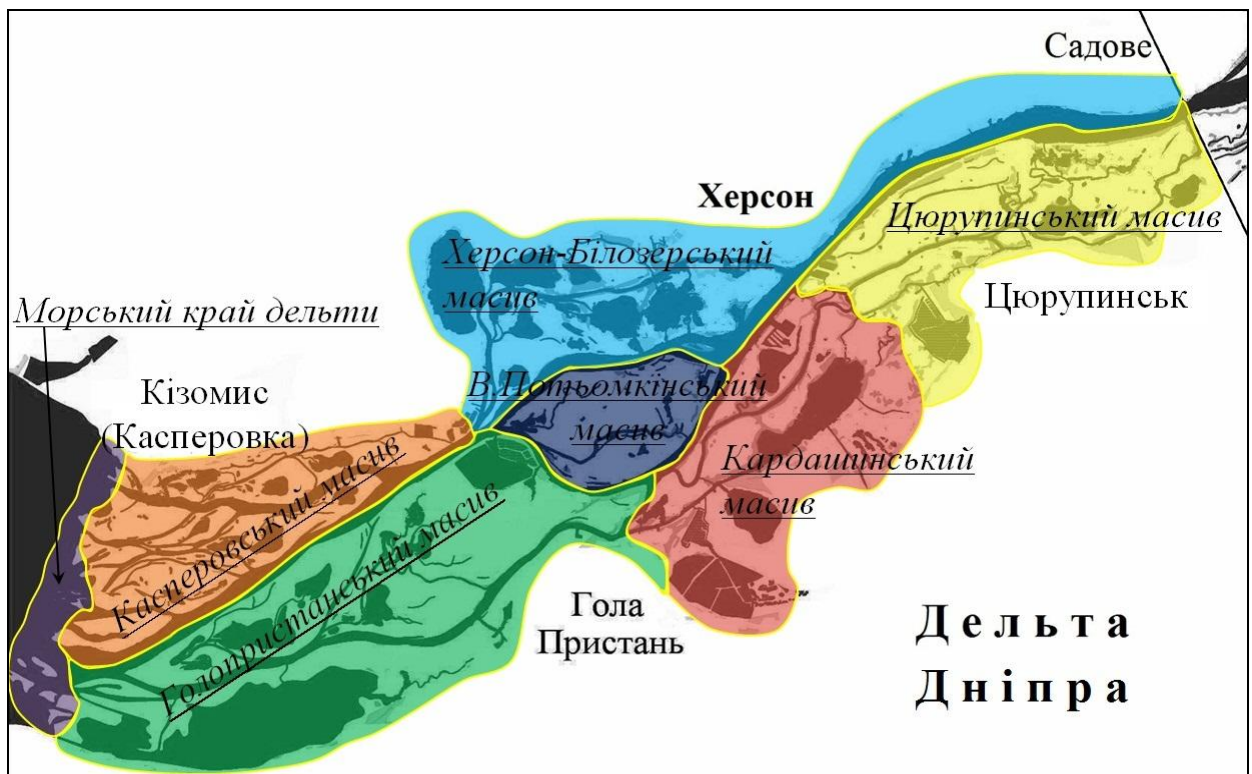 Садове
Херсон
Цюрупинський масив
Херсон-Білозерський
масив
Цюрупинськ
Морський край дельти
Кізомис
(Касперовка)
В.Потьомкінський
масив
Кардашинський
масив
Касперовський масив
Голопристанський масив
Гола
Пристань
Дельта
Дніпра